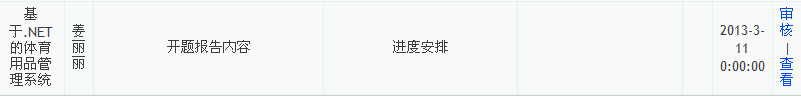 基
于.NET
的体育
用品管
理系统
姜
丽
丽
开题报告内容
进度安排
2013-3-
11
0:00:00
审
核
|
查
看